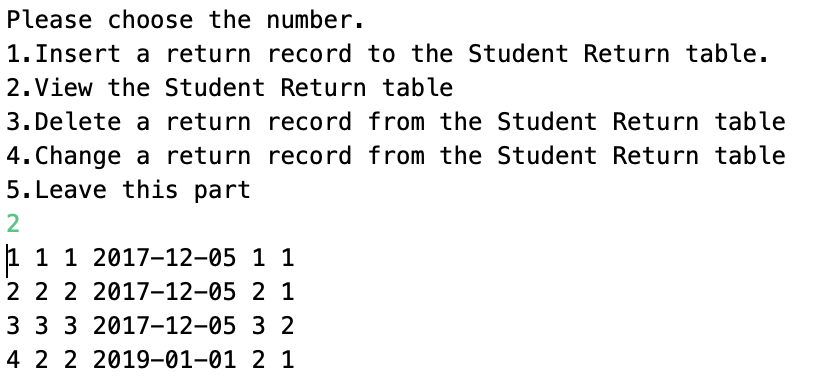 Please choose the number.
1.Insert a return record to the Student Return table.
2.View the Student Return table
3.Delete a return record from the Student Return table
4.Change a return record from the Student Return table
5.Leave this part
2
1 1 1 2017-12-05 1 1
2 2 2 2017-12-05 2 1
3 3 3 2017-12-05 3 2
4 2 2 2019-01-01 2 1